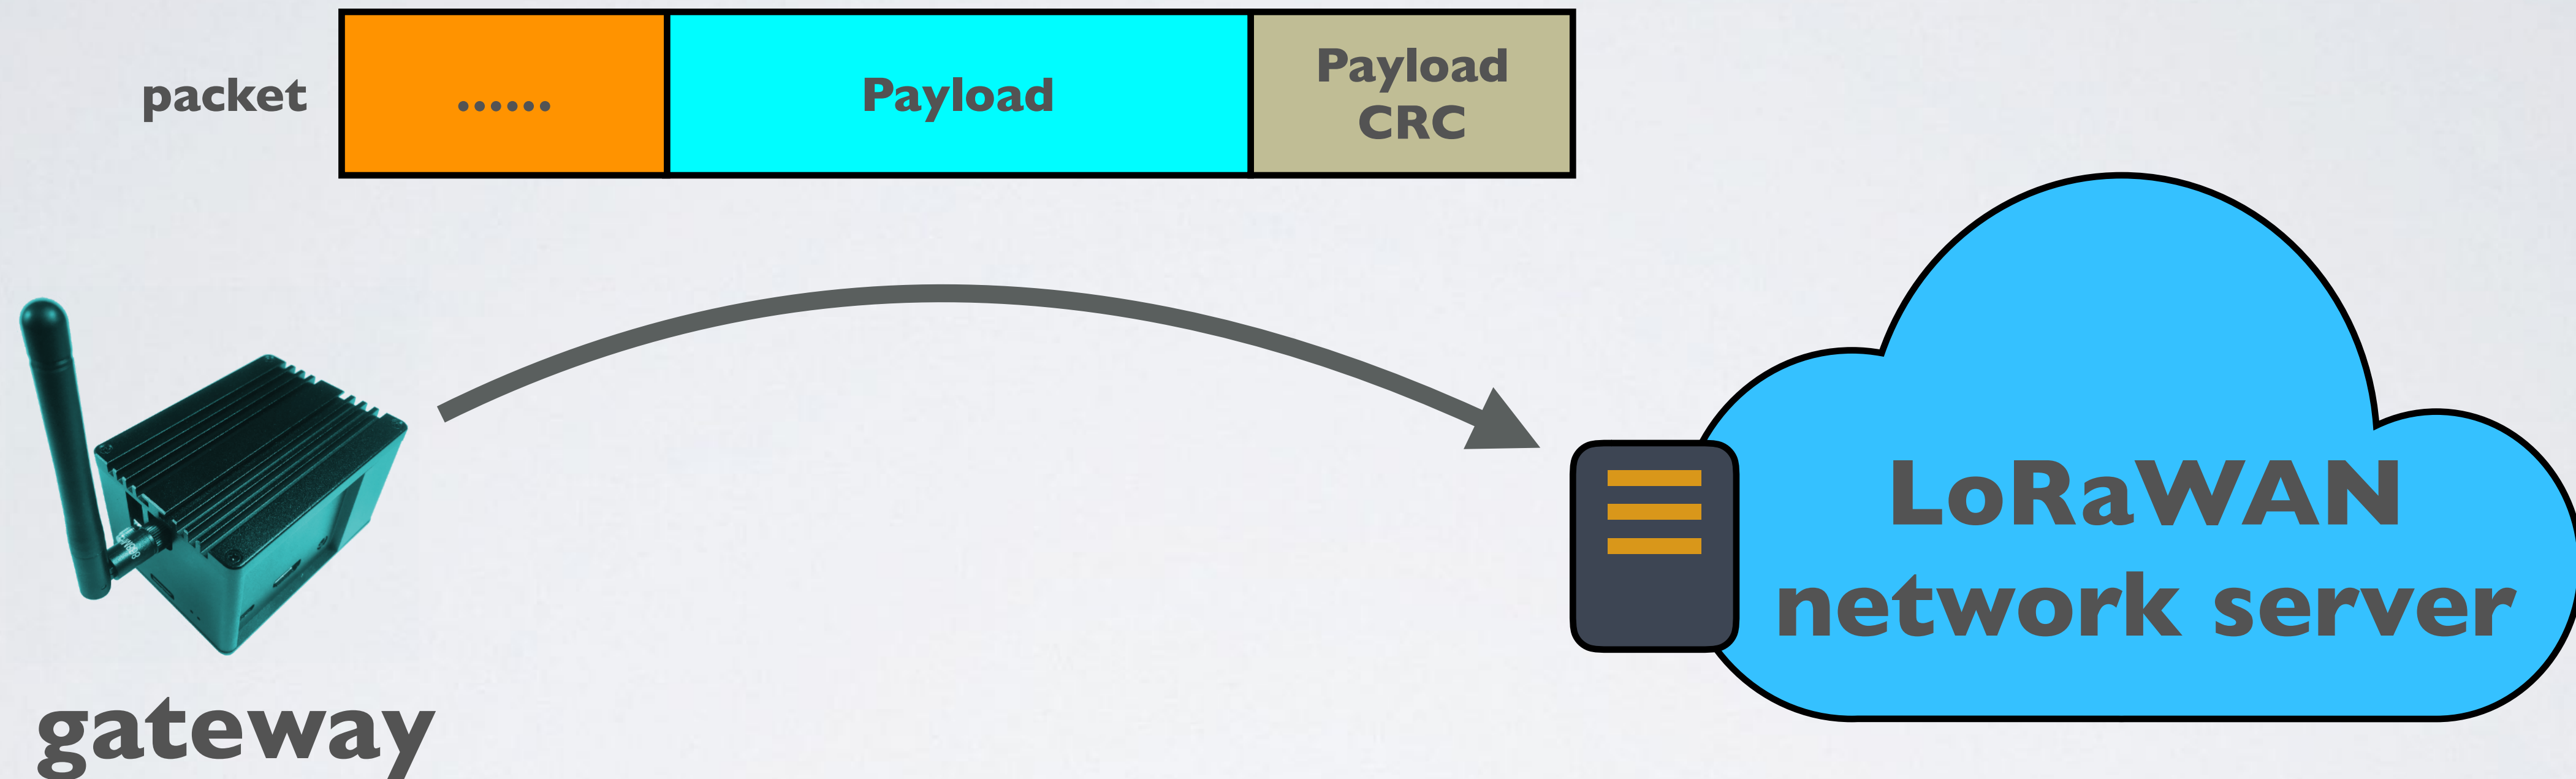 packet
......
Payload
Payload
CRC
LoRaWAN
network server
gateway